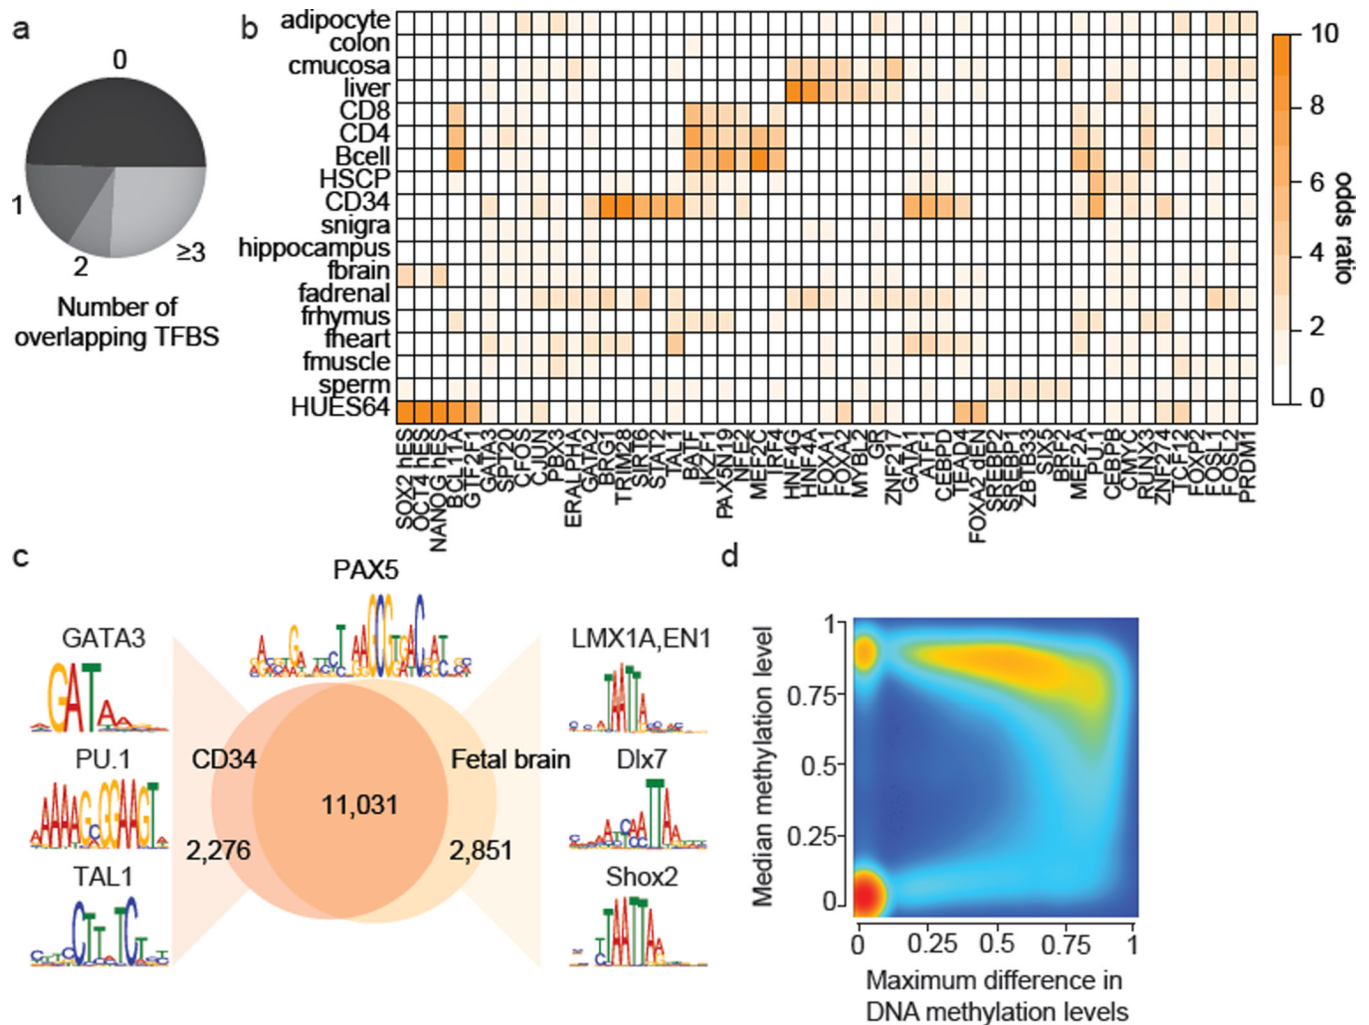 a
0
1
2
≥3
Number of
overlapping TFBS
b
adipocyte
colon
cmucosa
liver
CD8
CD4
Bcell
HSCP
CD34
snigra
hippocampus
fbrain
fadrenal
frhymus
fheart
fmuscle
sperm
HUES64
SOX2 hES
OCT4 hES
NANOG hES
BCL11A
GTF2F1
GATA3
SPT20
CFOS
CJUN
PBX3
ERALPHA
GATA2
BRG1
TRIM28
SIRT6
STAT2
TAL1
BATF
IKZF1
PAX5N19
NFE2
MEF2C
IRF4
HNF4G
HNF4A
FOXA1
FOXA2
MYBL2
GR
ZNF217
GATA1
ATF1
CEBPD
TEAD4
FOXA2 dEN
SREBP2
SREBP1
ZBTB33
SIX5
BRF2
MEF2A
PU.1
CEBPB
CMYC
RUNX3
ZNF274
TCF12
FOXP2
FOSL1
FOSL2
PRDM1
10
8
6
4
2
0
odds ratio
c
PAX5
GATA3
PU.1
TAL1
CD34
Fetal brain
11,031
2,276
2,851
LMX1A,EN1
Dlx7
Shox2
d
1
0.75
0.5
0.25
0
Median methylation level
0
0.25
0.5
0.75
1
Maximum difference in
DNA methylation levels